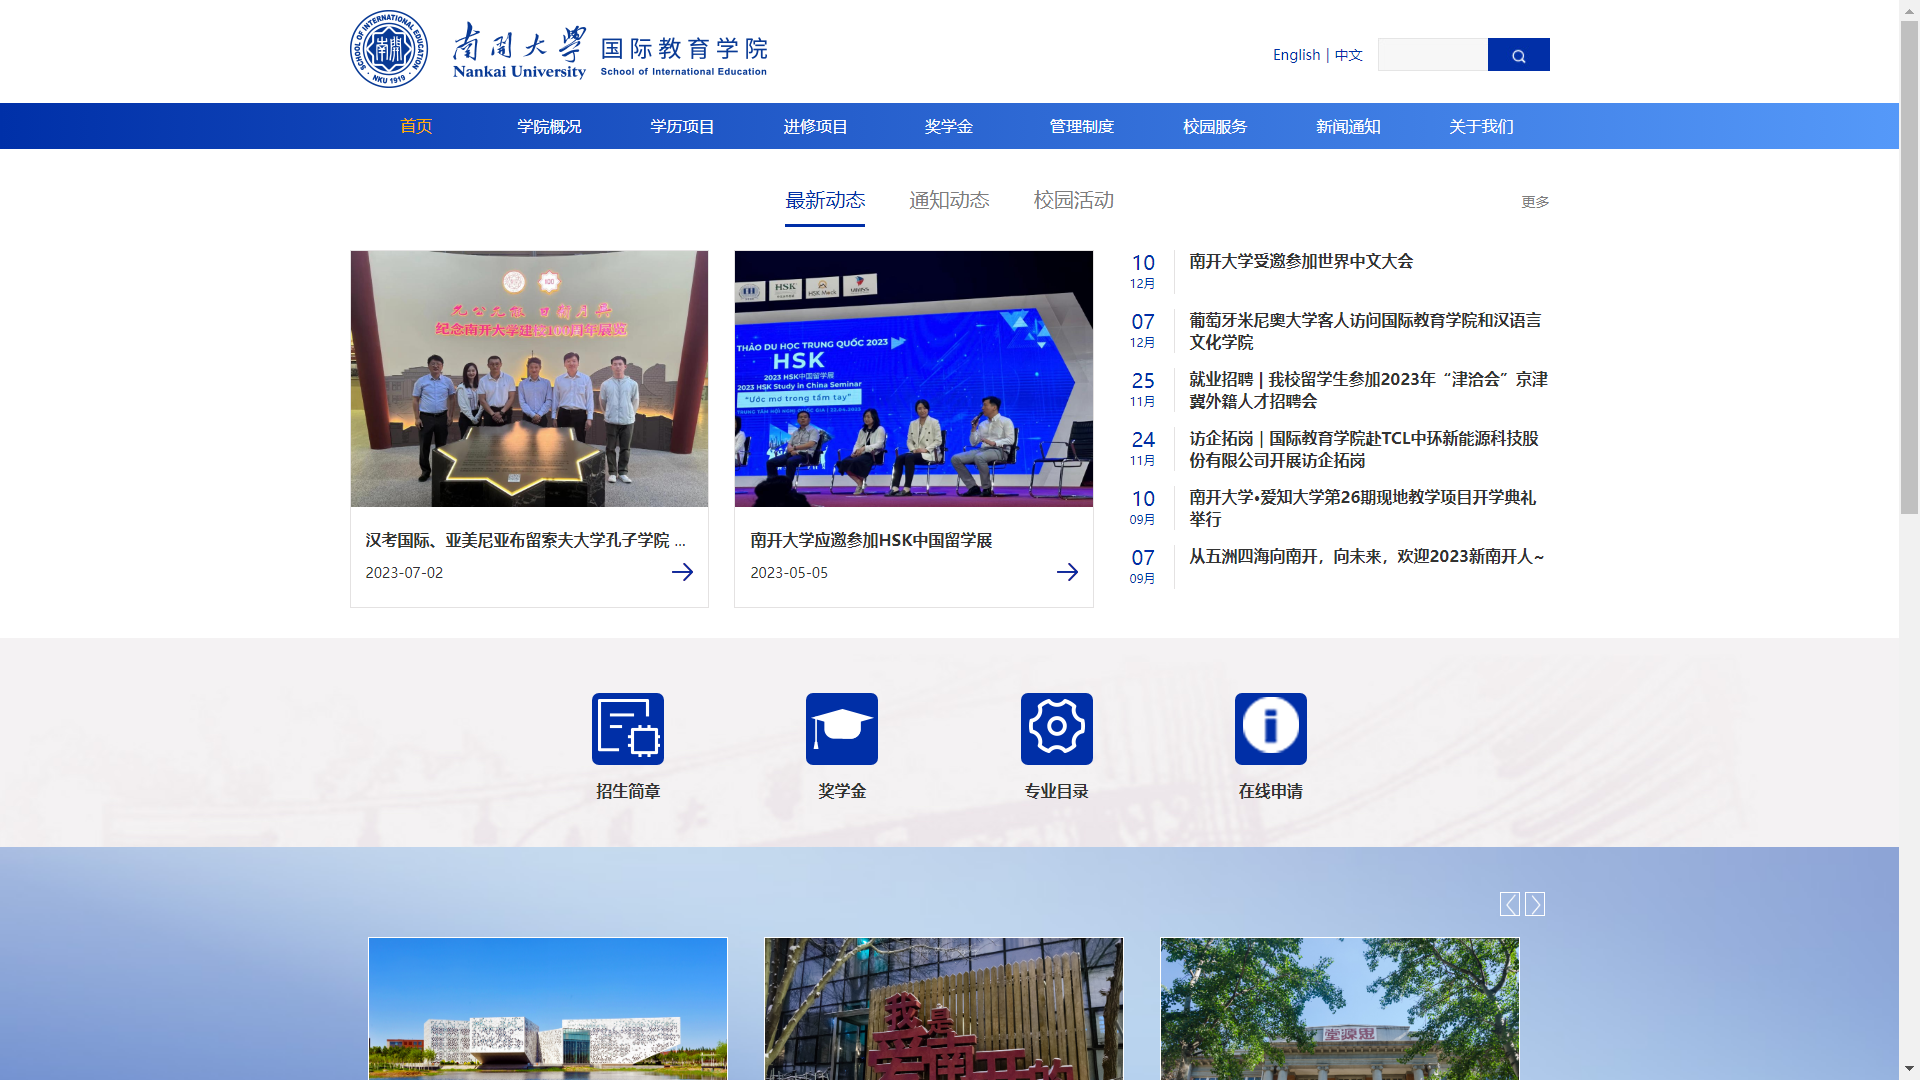 SCHOOL OF INTERNATIONAL EDUCATION
南開
NKU 1919
南開大學
Nankai University
国际教育学院
School of International Education
English | 中文
首页
学院概况
学历项目
进修项目
奖学金
管理制度
校园服务
新闻通知
关于我们
最新动态
通知动态
校园活动
更多
允公允能 日新月异
纪念南开大学建校100周年展览
汉考国际、亚美尼亚布留索夫大学孔子学院 ...
2023-07-02
HSK
HSK Mock
THẢO DU HỌC TRUNG QUỐC 2023
HSK
2023 HSK中国留学展
2023 HSK Study in China Seminar
“Ước mơ trong tầm tay”
TRUNG TÂM HỘI NGHỊ QUỐC GIA | 22.04.2023
南开大学应邀参加HSK中国留学展
2023-05-05
10
12月
南开大学受邀参加世界中文大会
07
12月
葡萄牙米尼奥大学客人访问国际教育学院和汉语言
文化学院
25
11月
就业招聘 | 我校留学生参加2023年“津洽会”京津
冀外籍人才招聘会
24
11月
访企拓岗 | 国际教育学院赴TCL中环新能源科技股
份有限公司开展访企拓岗
10
09月
南开大学•爱知大学第26期现地教学项目开学典礼
举行
07
09月
从五洲四海向南开，向未来，欢迎2023新南开人~
招生简章
奖学金
专业目录
在线申请
我是
爱南开的
堂源思